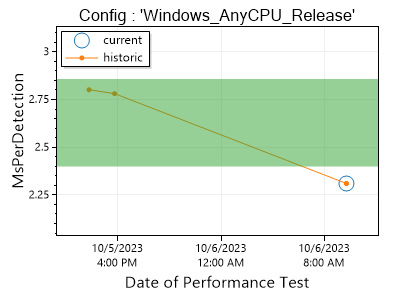 Config : 'Windows_AnyCPU_Release'
current
historic
MsPerDetection
3
2.75
2.5
2.25
10/5/2023
4:00 PM
10/6/2023
12:00 AM
10/6/2023
8:00 AM
Date of Performance Test